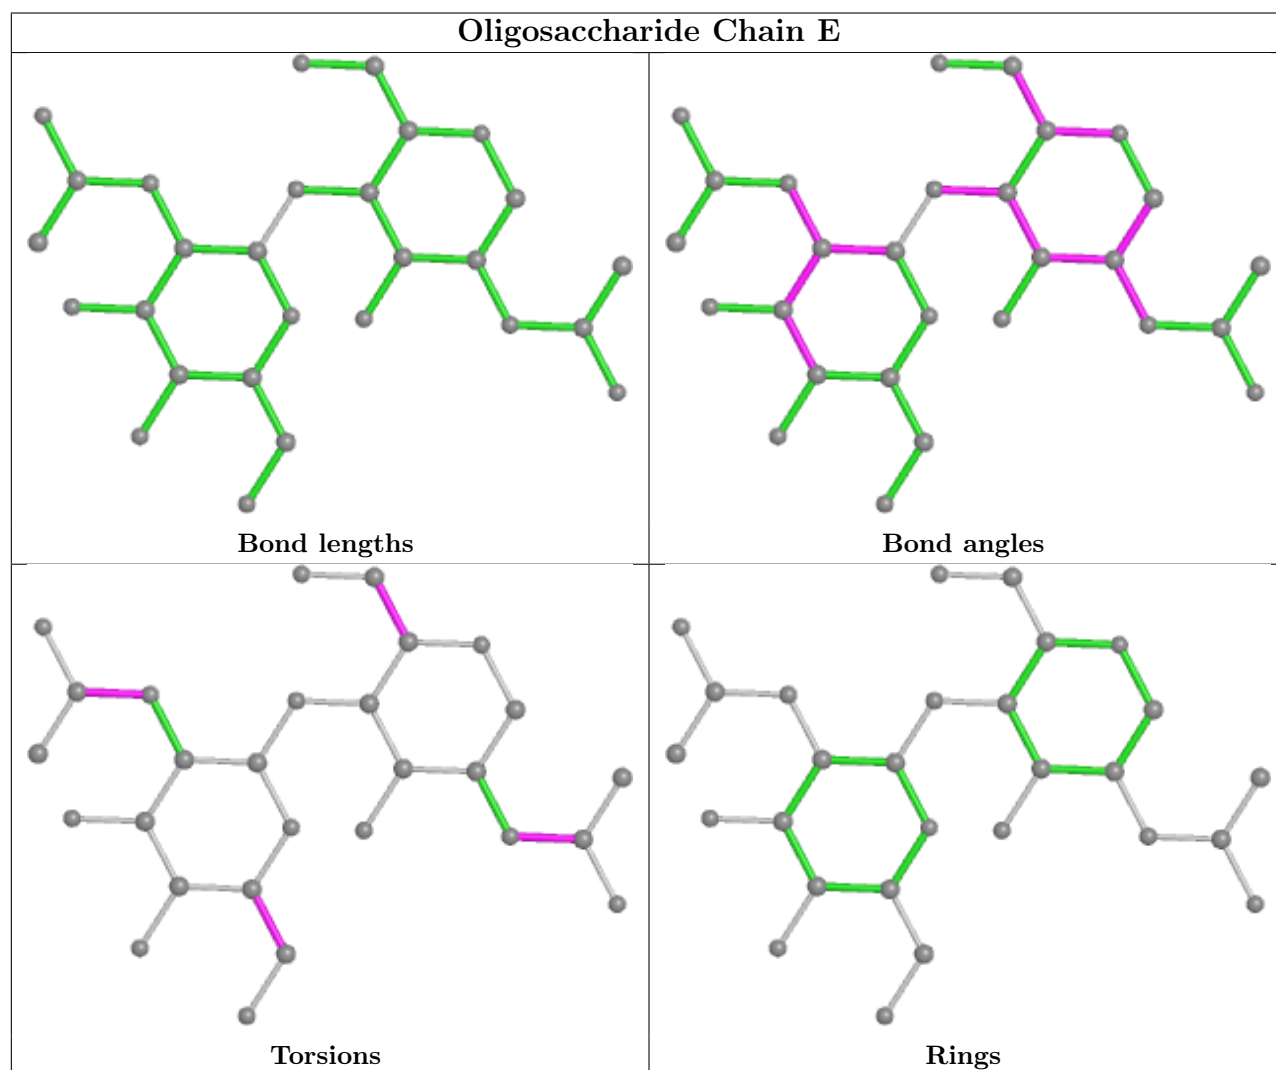 Oligosaccharide Chain E
Bond lengths
Bond angles
Torsions
Rings